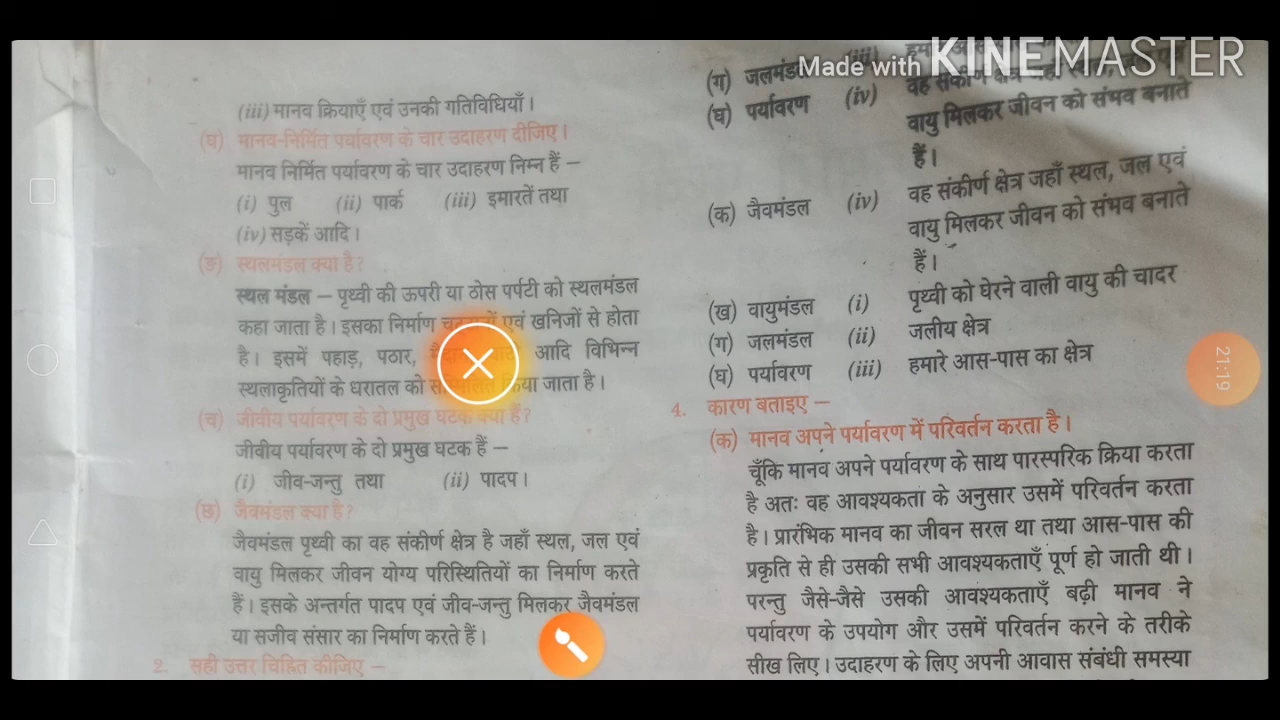 Made with KINEMASTER
(iii) मानव क्रियाएँ एवं उनकी गतिविधियाँ।
(घ) मानव-निर्मित पर्यावरण के चार उदाहरण दीजिए।
मानव निर्मित पर्यावरण के चार उदाहरण निम्न हैं –
(i) पुल (ii) पार्क (iii) इमारतें तथा
(iv) सड़कें आदि।
(ङ) स्थलमंडल क्या है?
स्थल मंडल – पृथ्वी की ऊपरी या ठोस पर्पटी को स्थलमंडल
कहा जाता है। इसका निर्माण एवं खनिजों से होता
है। इसमें पहाड़, पठार, आदि विभिन्न
स्थलाकृतियों के धरातल को किया जाता है।
(च) जीवीय पर्यावरण के दो प्रमुख घटक क्या हैं?
जीवीय पर्यावरण के दो प्रमुख घटक हैं –
(i) जीव-जन्तु तथा (ii) पादप।
(छ) जैवमंडल क्या है?
जैवमंडल पृथ्वी का वह संकीर्ण क्षेत्र है जहाँ स्थल, जल एवं
वायु मिलकर जीवन योग्य परिस्थितियों का निर्माण करते
हैं। इसके अन्तर्गत पादप एवं जीव-जन्तु मिलकर जैवमंडल
या सजीव संसार का निर्माण करते हैं।
2. सही उत्तर चिह्नित कीजिए –
(ग) जलमंडल (iii)
(घ) पर्यावरण (iv) वह संकीर्ण क्षेत्र
वायु मिलकर जीवन को संभव बनाते
हैं।
(क) जैवमंडल (iv) वह संकीर्ण क्षेत्र जहाँ स्थल, जल एवं
वायु मिलकर जीवन को संभव बनाते
हैं।
(ख) वायुमंडल (i) पृथ्वी को घेरने वाली वायु की चादर
(ग) जलमंडल (ii) जलीय क्षेत्र
(घ) पर्यावरण (iii) हमारे आस-पास का क्षेत्र
4. कारण बताइए –
(क) मानव अपने पर्यावरण में परिवर्तन करता है।
चूँकि मानव अपने पर्यावरण के साथ पारस्परिक क्रिया करता
है अतः वह आवश्यकता के अनुसार उसमें परिवर्तन करता
है। प्रारंभिक मानव का जीवन सरल था तथा आस-पास की
प्रकृति से ही उसकी सभी आवश्यकताएँ पूर्ण हो जाती थी।
परन्तु जैसे-जैसे उसकी आवश्यकताएँ बढ़ी मानव ने
पर्यावरण के उपयोग और उसमें परिवर्तन करने के तरीके
सीख लिए। उदाहरण के लिए अपनी आवास संबंधी समस्या
21:19